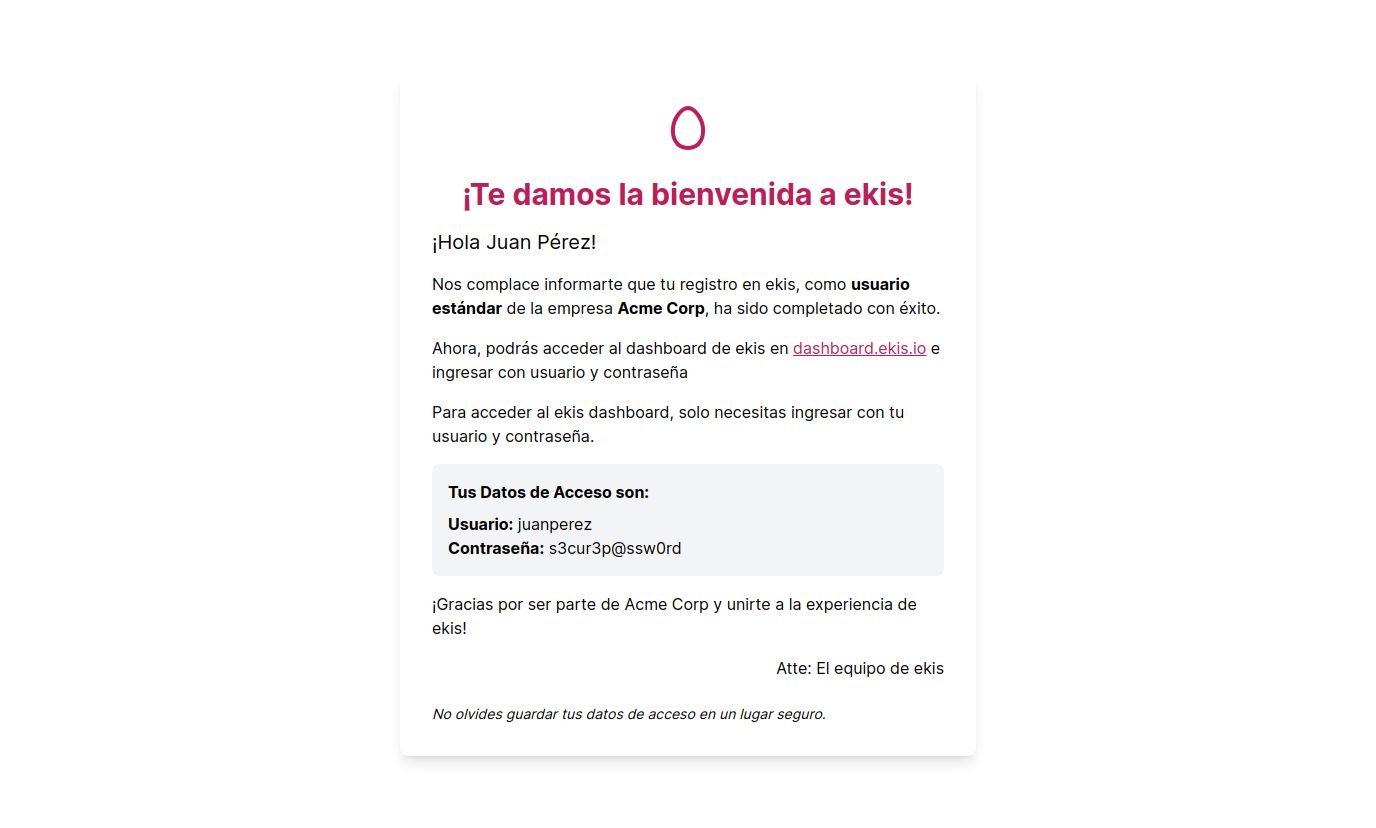 ¡Te damos la bienvenida a ekis!
¡Hola Juan Pérez!
Nos complace informarte que tu registro en ekis, como usuario
estándar de la empresa Acme Corp, ha sido completado con éxito.
Ahora, podrás acceder al dashboard de ekis en dashboard.ekis.io e
ingresar con usuario y contraseña
Para acceder al ekis dashboard, solo necesitas ingresar con tu
usuario y contraseña.
Tus Datos de Acceso son:
Usuario: juanperez
Contraseña: s3cur3p@ssw0rd
¡Gracias por ser parte de Acme Corp y unirte a la experiencia de
ekis!
Atte: El equipo de ekis
No olvides guardar tus datos de acceso en un lugar seguro.